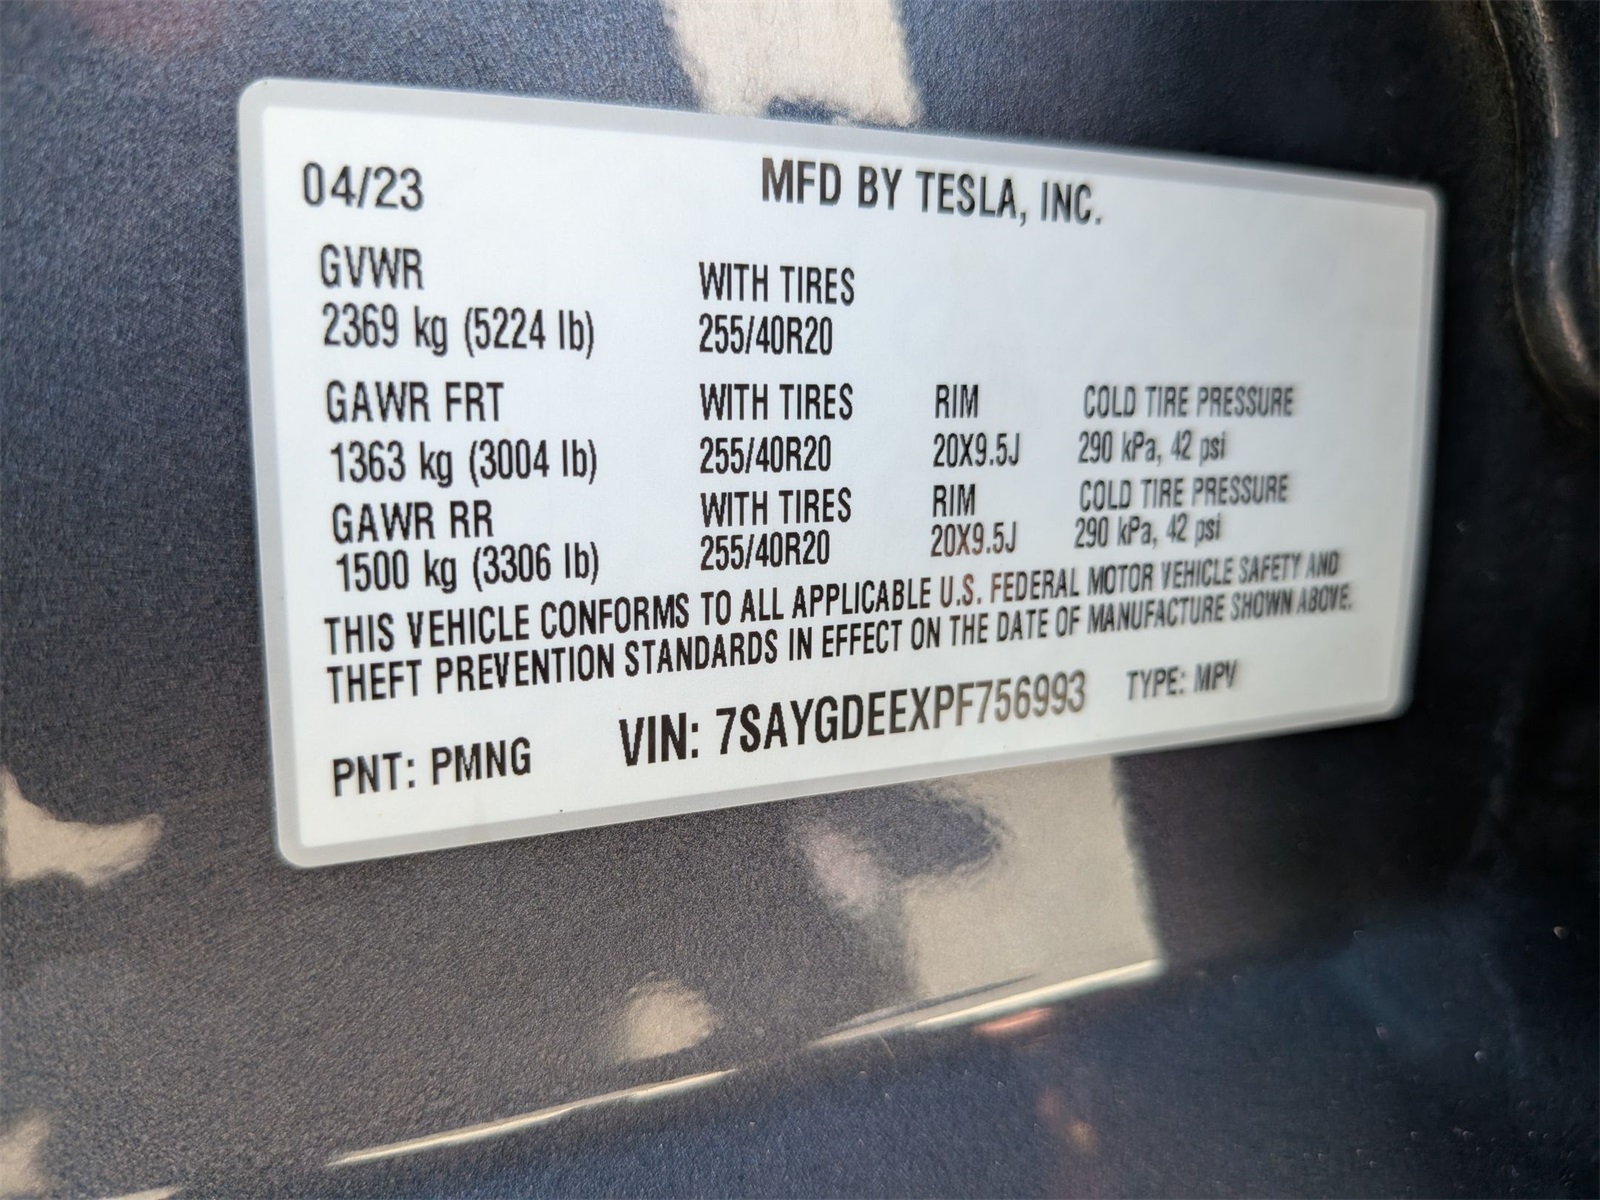 04/23 MFD BY TESLA, INC.
GVWR WITH TIRES
2369 kg (5224 lb) 255/40R20
GAWR FRT WITH TIRES RIM COLD TIRE PRESSURE
1363 kg (3004 lb) 255/40R20 20X9.5J 290 kPa, 42 psi
GAWR RR WITH TIRES RIM COLD TIRE PRESSURE
1500 kg (3306 lb) 255/40R20 20X9.5J 290 kPa, 42 psi
THIS VEHICLE CONFORMS TO ALL APPLICABLE U.S. FEDERAL MOTOR VEHICLE SAFETY AND
THEFT PREVENTION STANDARDS IN EFFECT ON THE DATE OF MANUFACTURE SHOWN ABOVE.
PNT: PMNG VIN: 7SAYGDEEXPF756993 TYPE: MPV